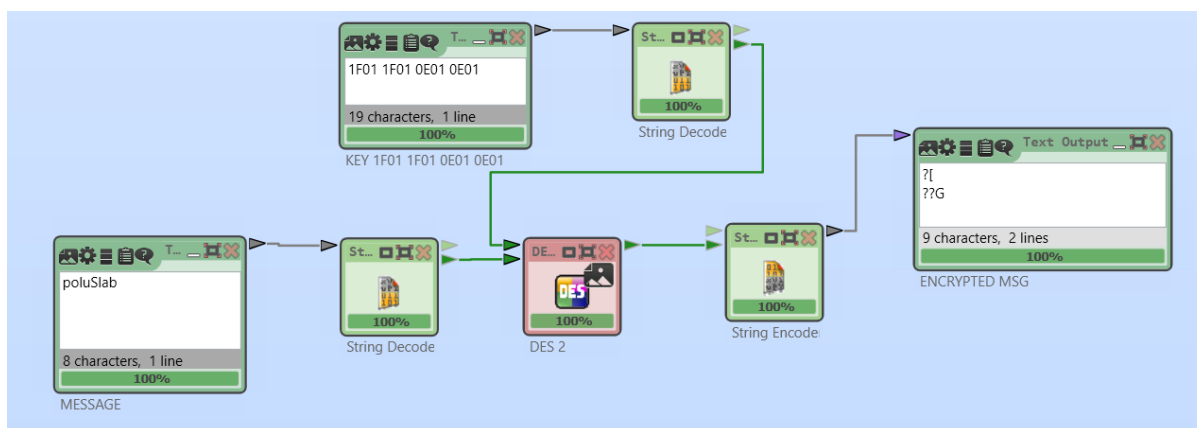 T...
St...
1F01 1F01 0E01 0E01
100%
19 characters, 1 line
100%
String Decode
KEY 1F01 1F01 0E01 0E01
Text Output
?[
??G
9 characters, 2 lines
100%
ENCRYPTED MSG
T...
St...
DE...
St...
poluSlab
DES
100%
100%
100%
String Encode
8 characters, 1 line
100%
String Decode
DES 2
MESSAGE